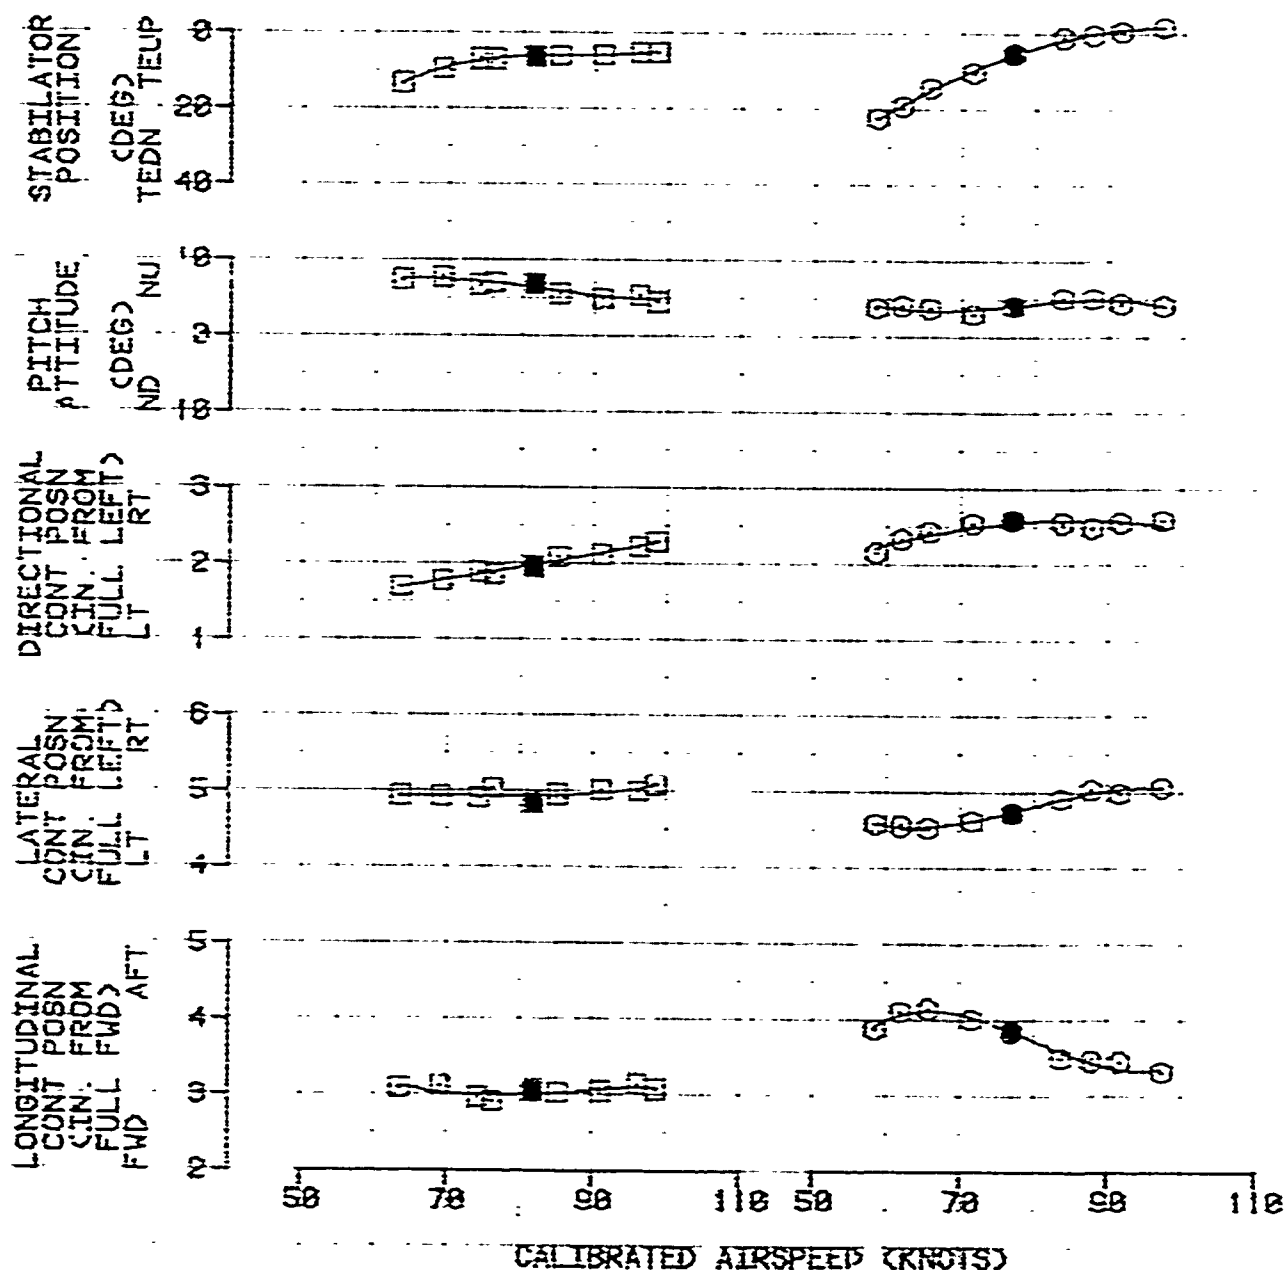 STABILATOR
POSITION
(DEG)
TEDN TEUP
0
20
40
PITCH
ATTITUDE
(DEG)
ND NU
10
0
10
DIRECTIONAL
CONT POSN
(IN. FROM
FULL LEFT)
LT RT
3
2
1
LATERAL
CONT POSN
(IN. FROM
FULL LEFT)
LT RT
6
5
4
LONGITUDINAL
CONT POSN
(IN. FROM
FULL FWD)
FWD AFT
5
4
3
2
50 70 90 110 50 70 90 110
CALIBRATED AIRSPEED (KNOTS)